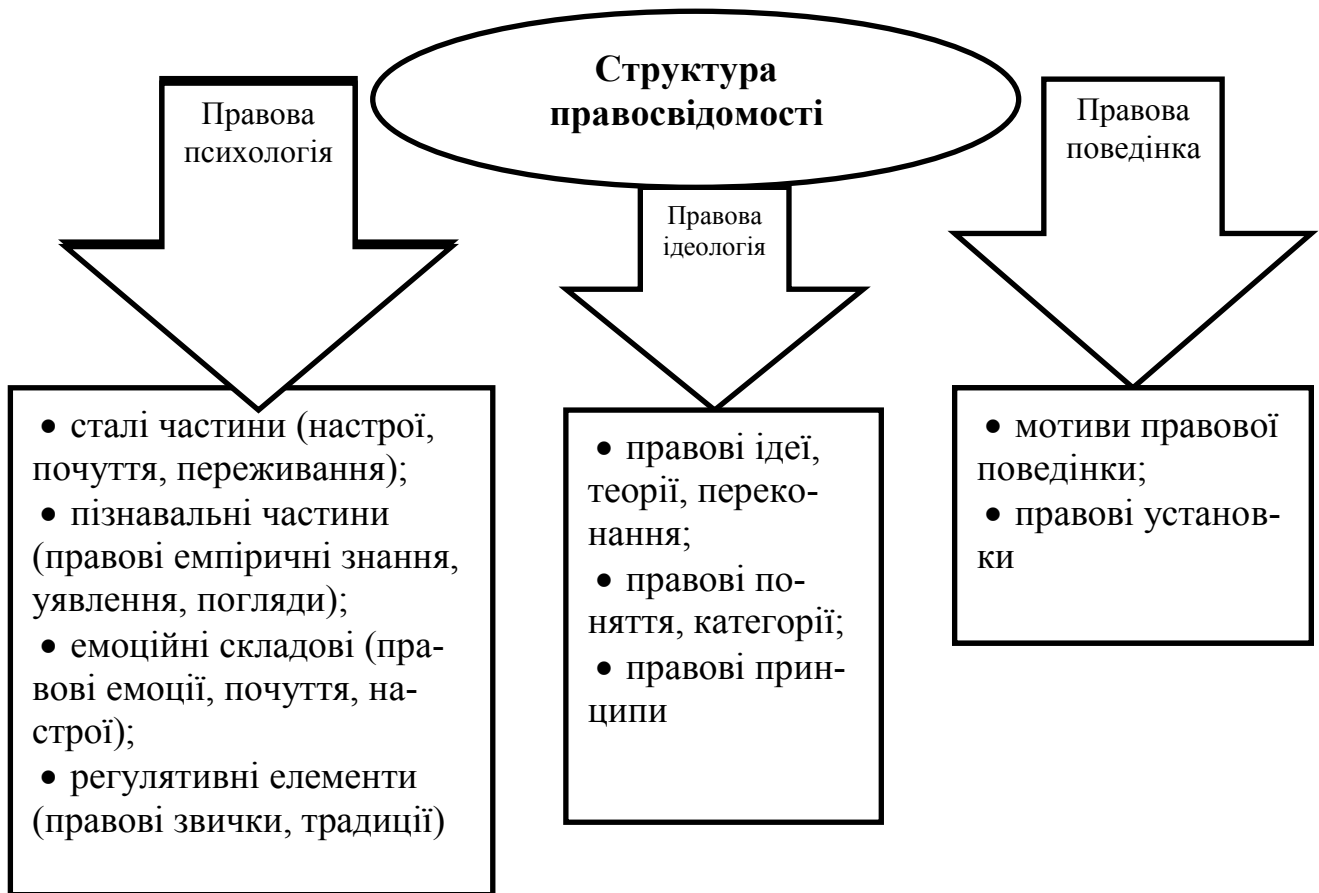 Структура
правосвідомості
Правова
психологія
• сталі частини (настрої,
почуття, переживання);
• пізнавальні частини
(правові емпіричні знання,
уявлення, погляди);
• емоційні складові (пра-
вові емоції, почуття, на-
строї);
• регулятивні елементи
(правові звички, традиції)
Правова
ідеологія
• правові ідеї,
теорії, переко-
нання;
• правові по-
няття, категорії;
• правові прин-
ципи
Правова
поведінка
• мотиви правової
поведінки;
• правові установ-
ки